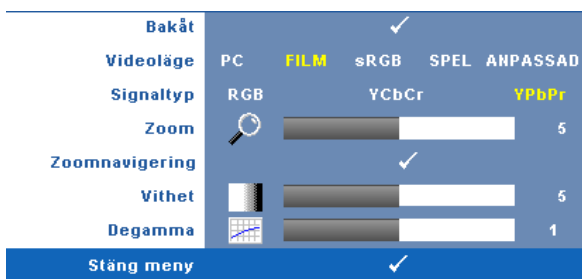 Bakåt
Videoläge PC FILM sRGB SPEL ANPASSAD
Signaltyp RGB YCbCr YPbPr
Zoom 5
Zoomnavigering
Vithet 5
Degamma 1
Stäng meny